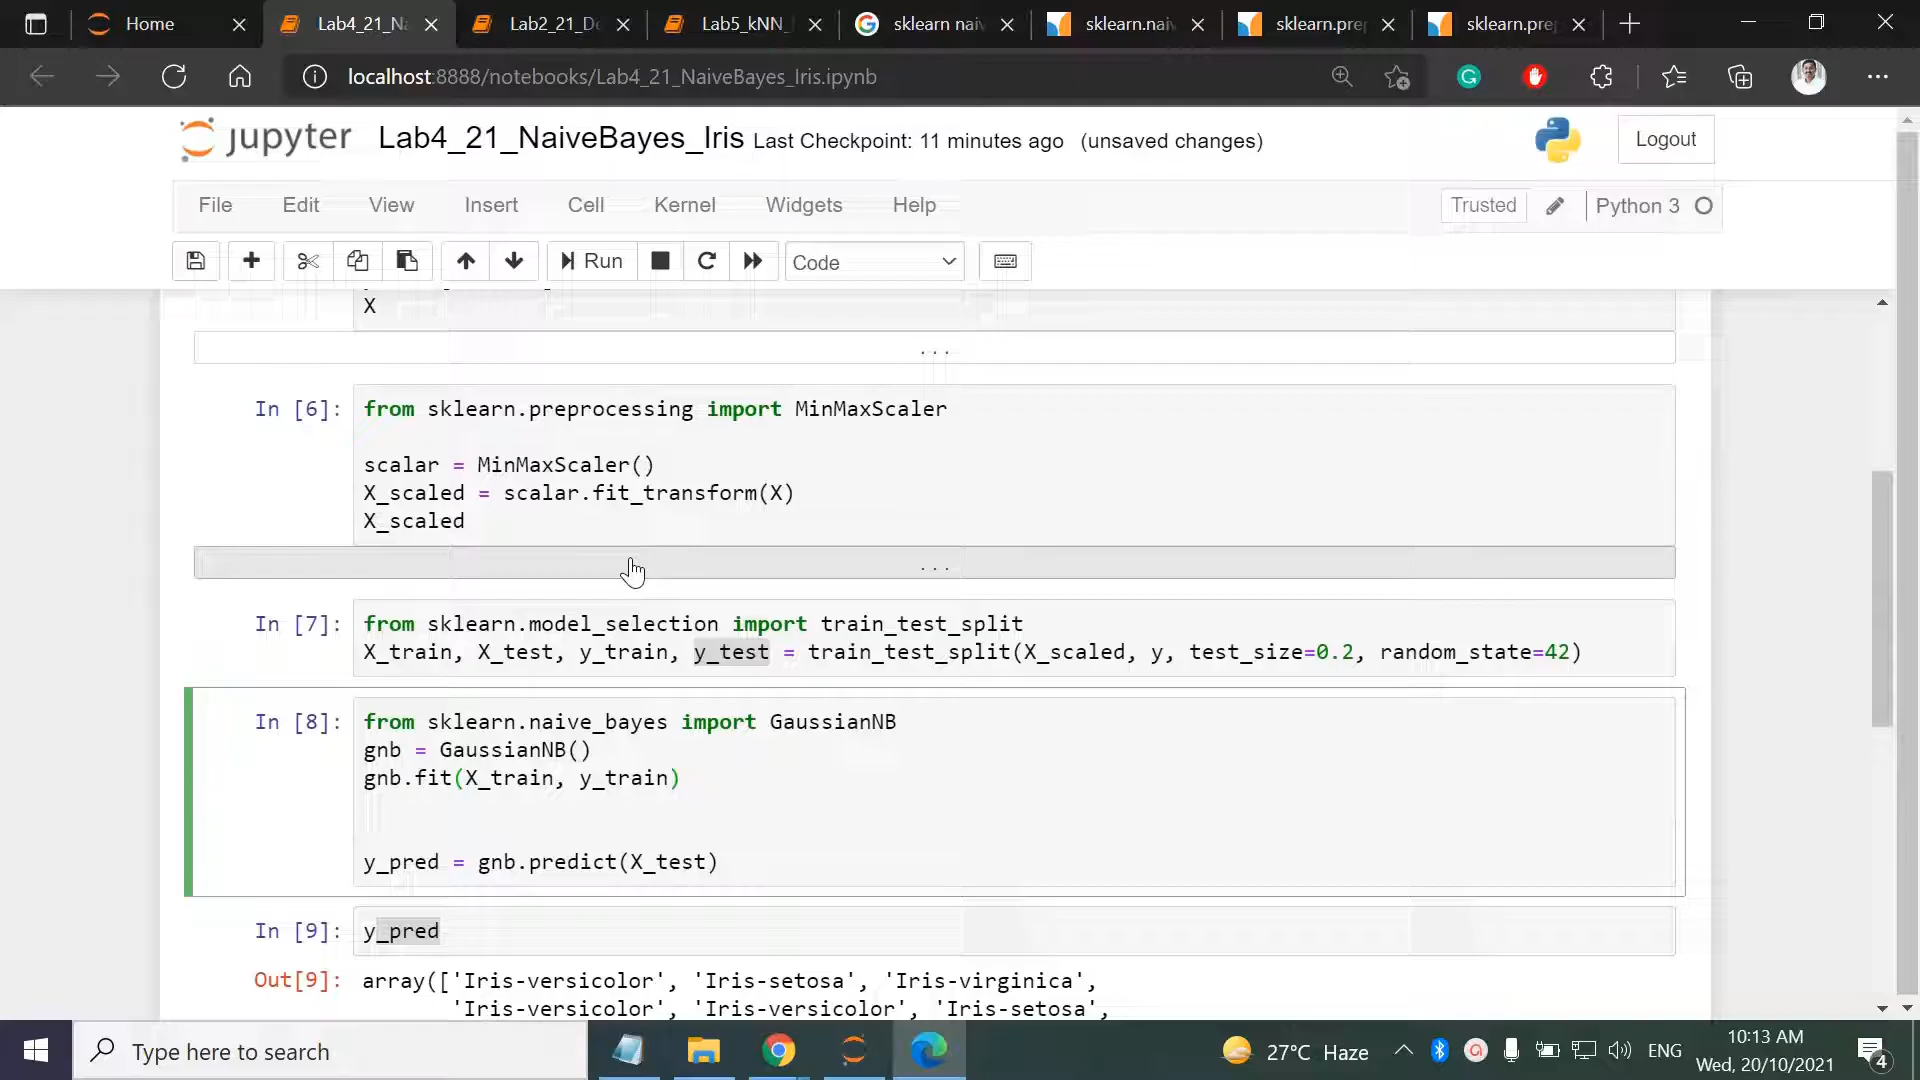 Home
Lab4_21_Na
Lab2_21_De
Lab5_kNN_
sklearn naiv
sklearn.naiv
sklearn.prep
sklearn.prep
localhost:8888/notebooks/Lab4_21_NaiveBayes_Iris.ipynb
jupyter Lab4_21_NaiveBayes_Iris Last Checkpoint: 11 minutes ago (unsaved changes)
Logout
File Edit View Insert Cell Kernel Widgets Help
Trusted
Python 3
Run
Code
X
...
In [6]: from sklearn.preprocessing import MinMaxScaler
scalar = MinMaxScaler()
X_scaled = scalar.fit_transform(X)
X_scaled
...
In [7]: from sklearn.model_selection import train_test_split
X_train, X_test, y_train, y_test = train_test_split(X_scaled, y, test_size=0.2, random_state=42)
In [8]: from sklearn.naive_bayes import GaussianNB
gnb = GaussianNB()
gnb.fit(X_train, y_train)
y_pred = gnb.predict(X_test)
In [9]: y_pred
Out[9]: array(['Iris-versicolor', 'Iris-setosa', 'Iris-virginica',
'Iris-versicolor', 'Iris-versicolor', 'Iris-setosa',
Type here to search
27°C Haze
ENG
10:13 AM
Wed, 20/10/2021
4